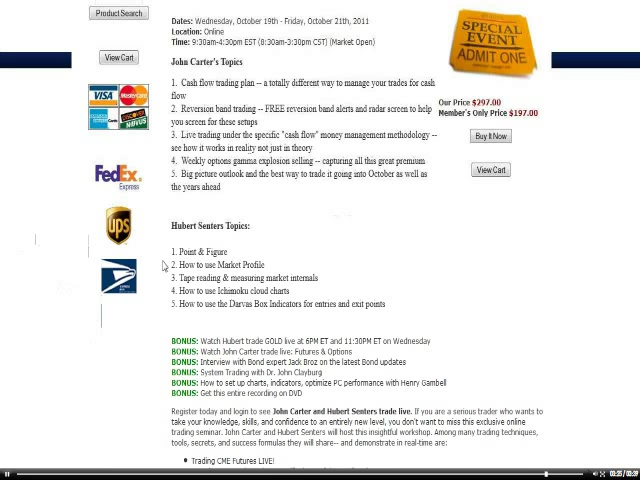 Product Search
View Cart
VISA
MasterCard
FedEx
Express
ups
Dates: Wednesday, October 19th - Friday, October 21th, 2011
Location: Online
Time: 9:30am-4:30pm EST (8:30am-3:30pm CST) (Market Open)
John Carter's Topics
1. Cash flow trading plan -- a totally different way to manage your trades for cash
flow
2. Reversion band trading -- FREE reversion band alerts and radar screen to help
you screen for these setups
3. Live trading under the specific "cash flow" money management methodology --
see how it works in reality not just in theory
4. Weekly options gamma explosion selling -- capturing all this great premium
5. Big picture outlook and the best way to trade it going into October as well as
the years ahead
Hubert Senters Topics:
1. Point & Figure
2. How to use Market Profile
3. Tape reading & measuring market internals
4. How to use Ichimoku cloud charts
5. How to use the Darvas Box Indicators for entries and exit points
BONUS: Watch Hubert trade GOLD live at 6PM ET and 11:30PM ET on Wednesday
BONUS: Watch John Carter trade live: Futures & Options
BONUS: Interview with Bond expert Jack Broz on the latest Bond updates
BONUS: System Trading with Dr. John Clayburg
BONUS: How to set up charts, indicators, optimize PC performance with Henry Gambell
BONUS: Get this entire recording on DVD
Register today and login to see John Carter and Hubert Senters trade live. If you are a serious trader who wants to
take your knowledge, skills, and confidence to an entirely new level, you don't want to miss this exclusive online
trading seminar. John Carter and Hubert Senters will host this insightful workshop. Among many trading techniques,
tools, secrets, and success formulas they will share-- and demonstrate in real-time are:
Trading CME Futures LIVE!
SPECIAL
EVENT
ADMIT ONE
Our Price $297.00
Member's Only Price $197.00
Buy It Now
View Cart